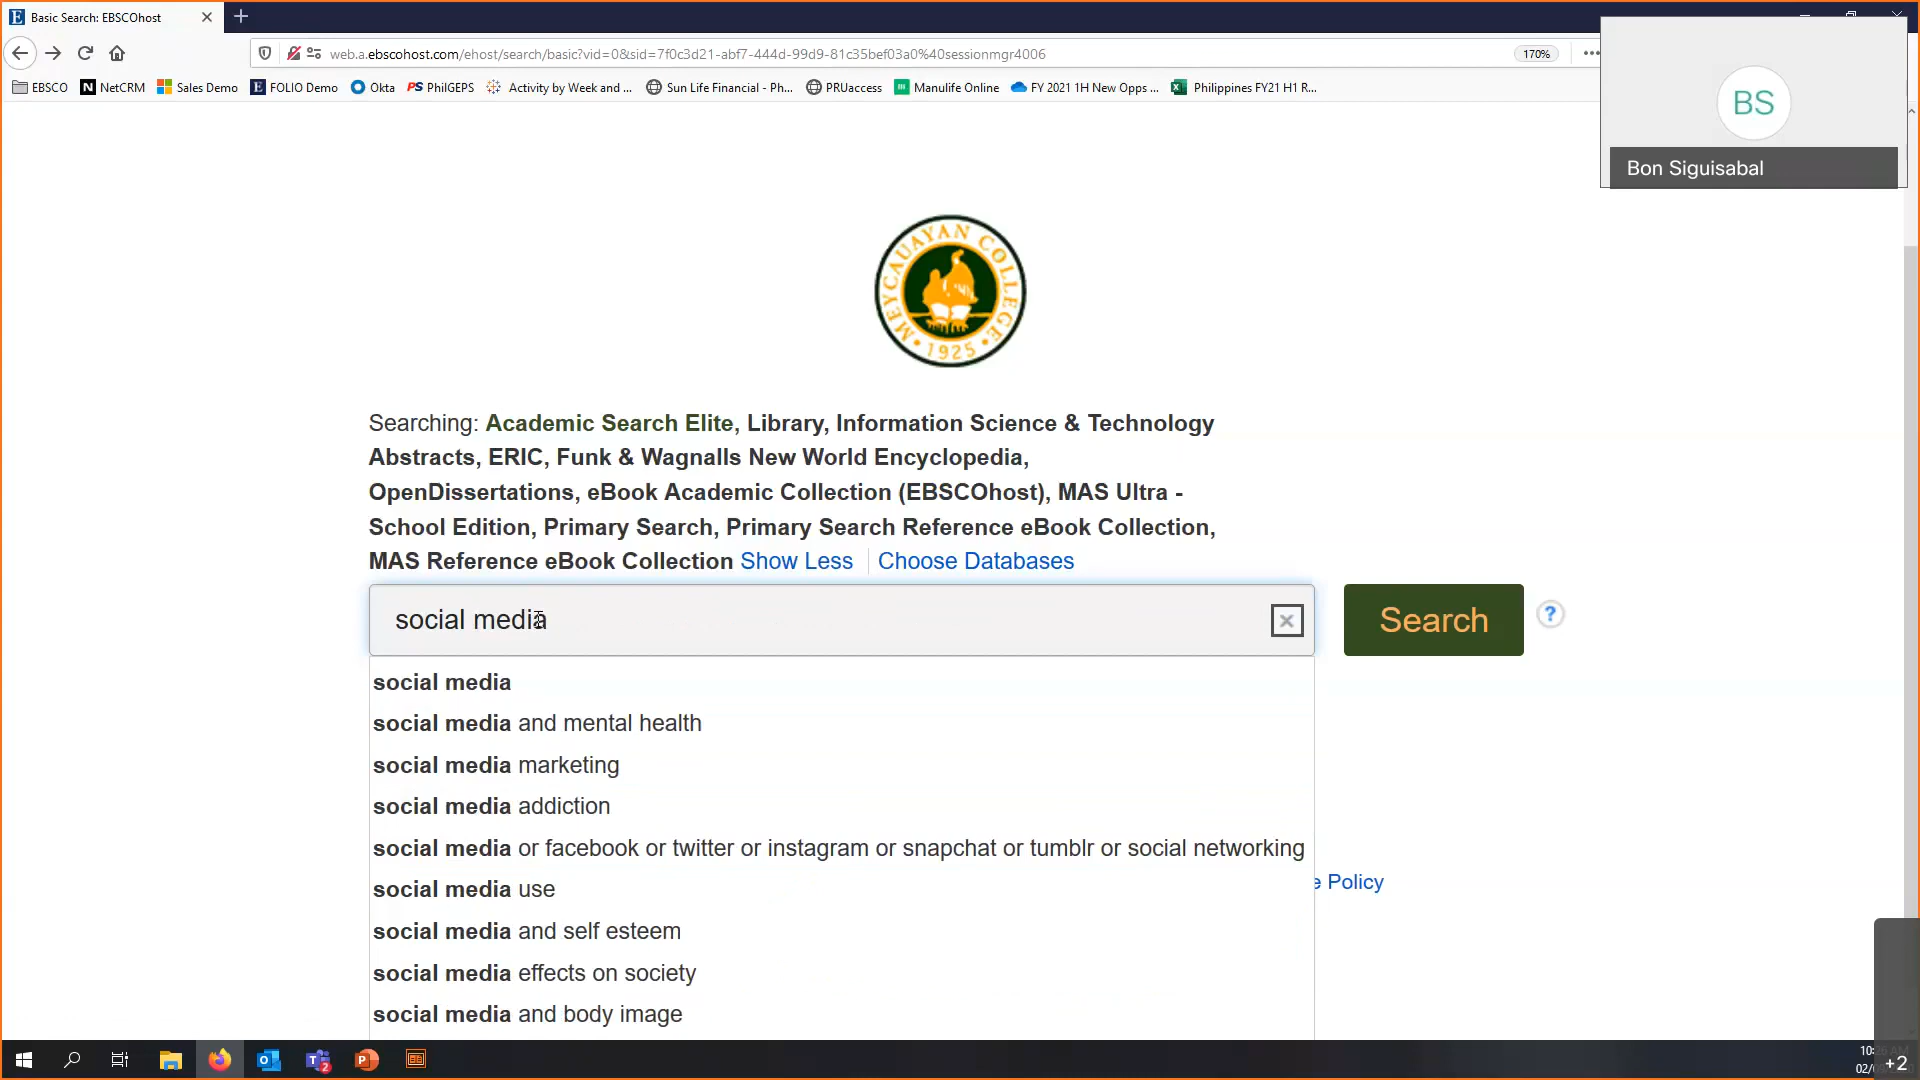 Basic Search: EBSCOhost
web.a.ebscohost.com/ehost/search/basic?vid=0&sid=7f0c3d21-abf7-444d-99d9-81c35bef03a0%40sessionmgr4006
170%
EBSCO NetCRM Sales Demo FOLIO Demo Okta PS PhilGEPS Activity by Week and ... Sun Life Financial - Ph... PRUaccess Manulife Online FY 2021 1H New Opps ... Philippines FY21 H1 R...
BS
Bon Siguisabal
MEYCAUAYAN COLLEGE
1925
Searching: Academic Search Elite, Library, Information Science & Technology
Abstracts, ERIC, Funk & Wagnalls New World Encyclopedia,
OpenDissertations, eBook Academic Collection (EBSCOhost), MAS Ultra -
School Edition, Primary Search, Primary Search Reference eBook Collection,
MAS Reference eBook Collection Show Less Choose Databases
social media
Search
?
social media
social media and mental health
social media marketing
social media addiction
social media or facebook or twitter or instagram or snapchat or tumblr or social networking
social media use
e Policy
social media and self esteem
social media effects on society
social media and body image
+2